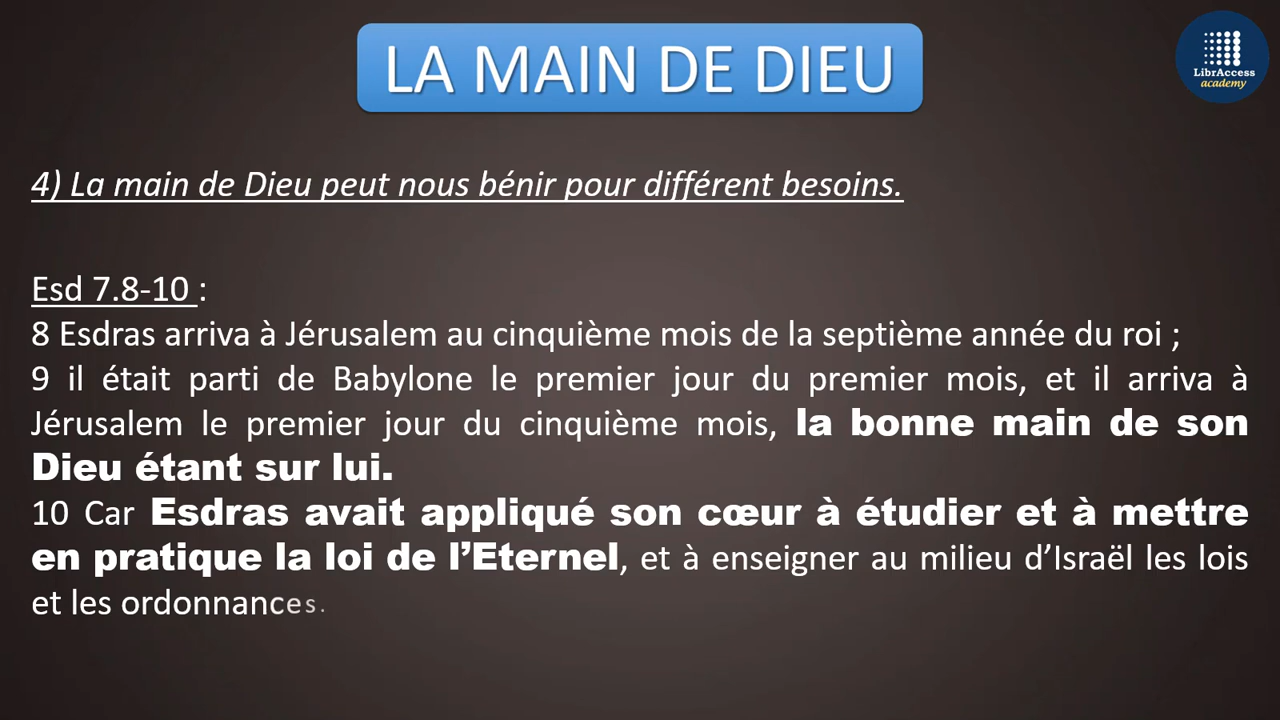 LA MAIN DE DIEU
LibrAccess
academy
4) La main de Dieu peut nous bénir pour différent besoins.
Esd 7.8-10 :
8 Esdras arriva à Jérusalem au cinquième mois de la septième année du roi ;
9 il était parti de Babylone le premier jour du premier mois, et il arriva à
Jérusalem le premier jour du cinquième mois, la bonne main de son
Dieu étant sur lui.
10 Car Esdras avait appliqué son cœur à étudier et à mettre
en pratique la loi de l’Eternel, et à enseigner au milieu d’Israël les lois
et les ordonnances.